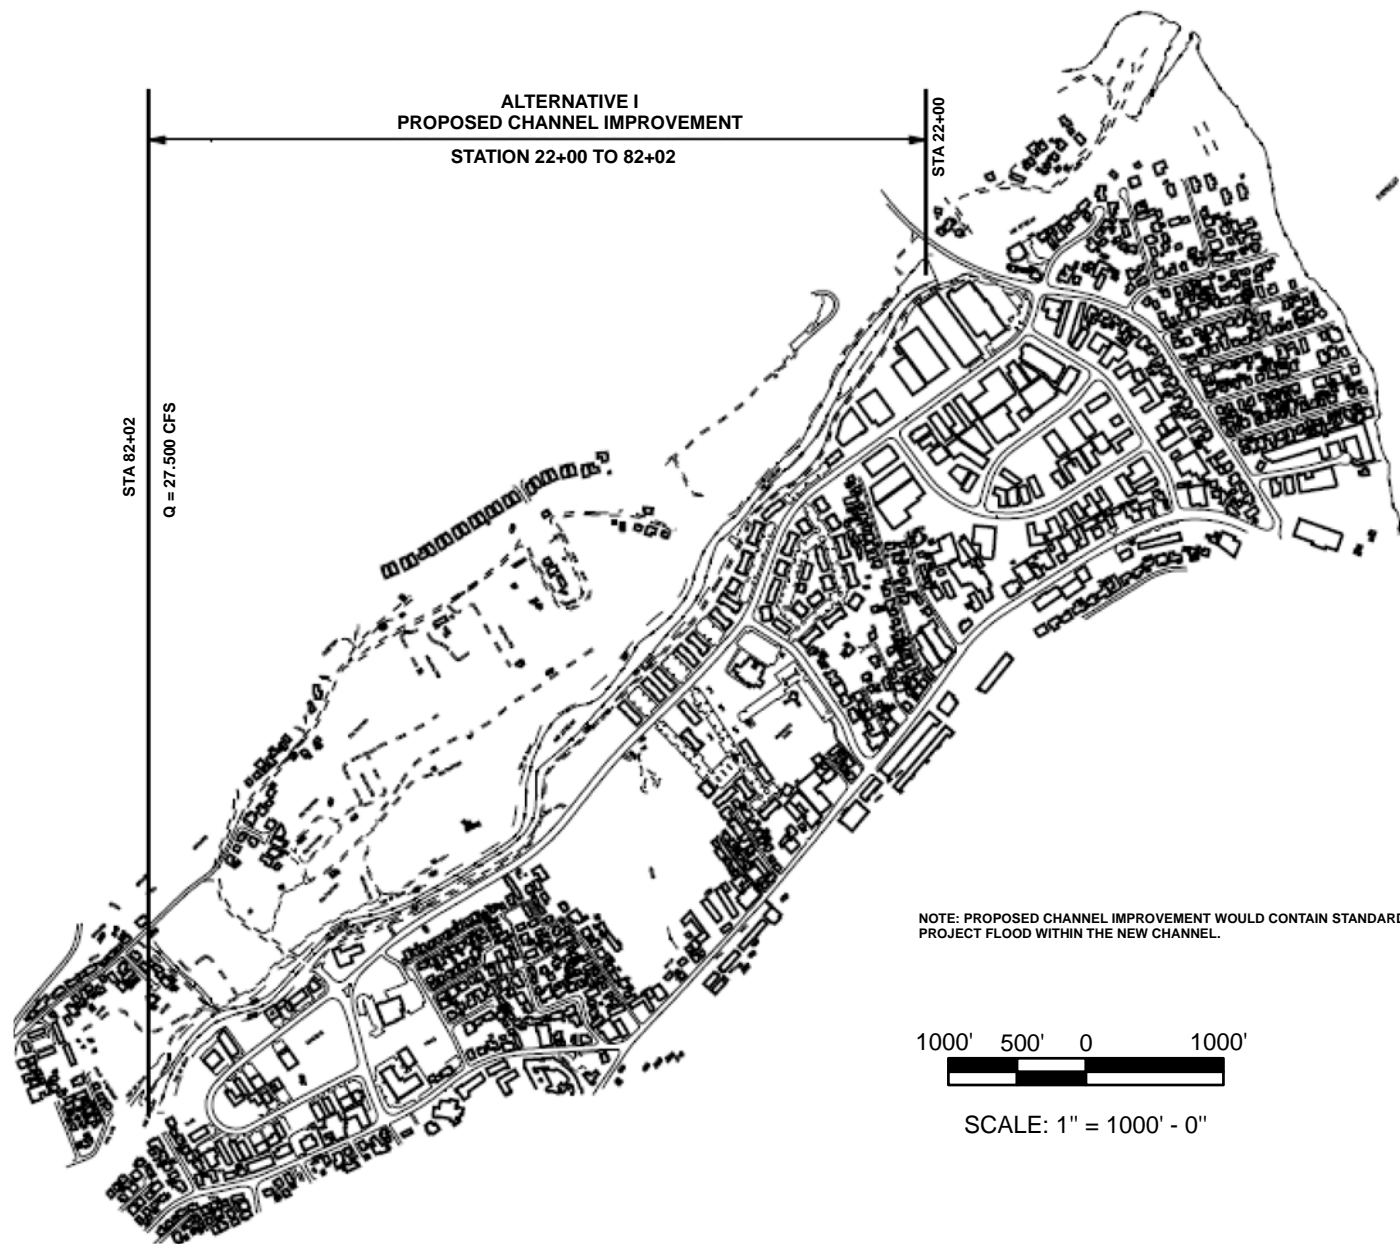 ALTERNATIVE I
PROPOSED CHANNEL IMPROVEMENT
STATION 22+00 TO 82+02
STA 22+00
STA 82+02
Q = 27.500 CFS
NOTE: PROPOSED CHANNEL IMPROVEMENT WOULD CONTAIN STANDARD
PROJECT FLOOD WITHIN THE NEW CHANNEL.
1000' 500' 0 1000'
SCALE: 1" = 1000' - 0"